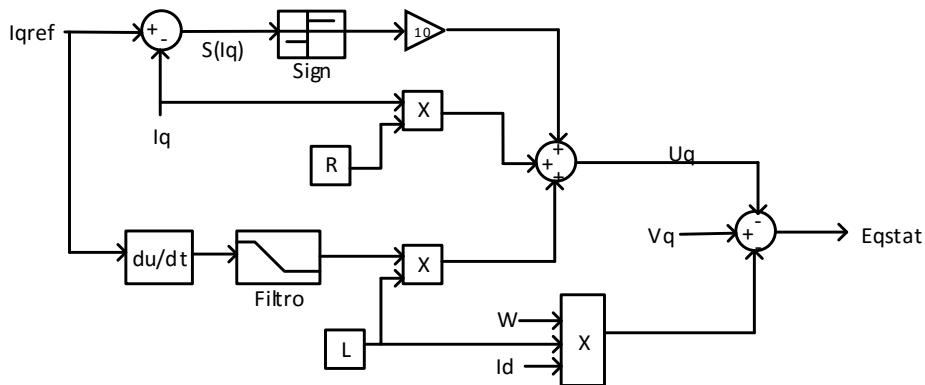 Iqref
+
-
S(Iq)
Sign
10
Iq
X
R
+
+
+
Uq
Vq
-
+
-
Eqstat
du/dt
Filtro
X
L
W
Id
X